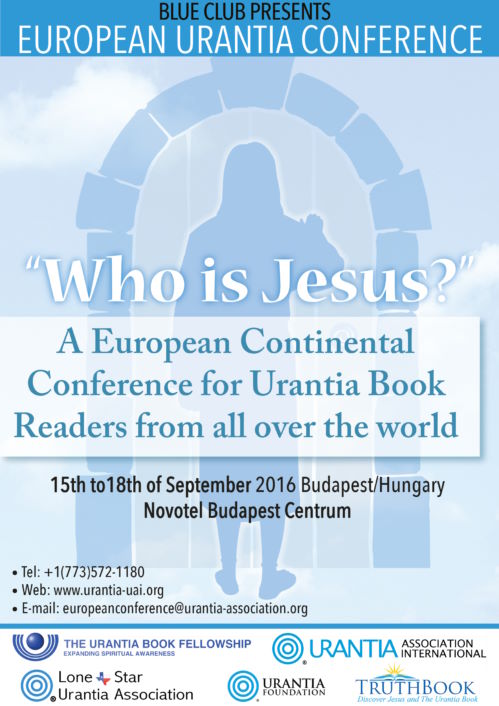 BLUE CLUB PRESENTS
EUROPEAN URANTIA CONFERENCE
"Who is Jesus?"
A European Continental
Conference for Urantia Book
Readers from all over the world
15th to18th of September 2016 Budapest/Hungary
Novotel Budapest Centrum
• Tel: +1(773)572-1180
• Web: www.urantia-uai.org
• E-mail: europeanconference@urantia-association.org
THE URANTIA BOOK FELLOWSHIP
EXPANDING SPIRITUAL AWARENESS
® URANTIA ASSOCIATION
INTERNATIONAL
Lone Star
® Urantia Association
® URANTIA
FOUNDATION
TRUTHBOOK
Discover Jesus and The Urantia Book